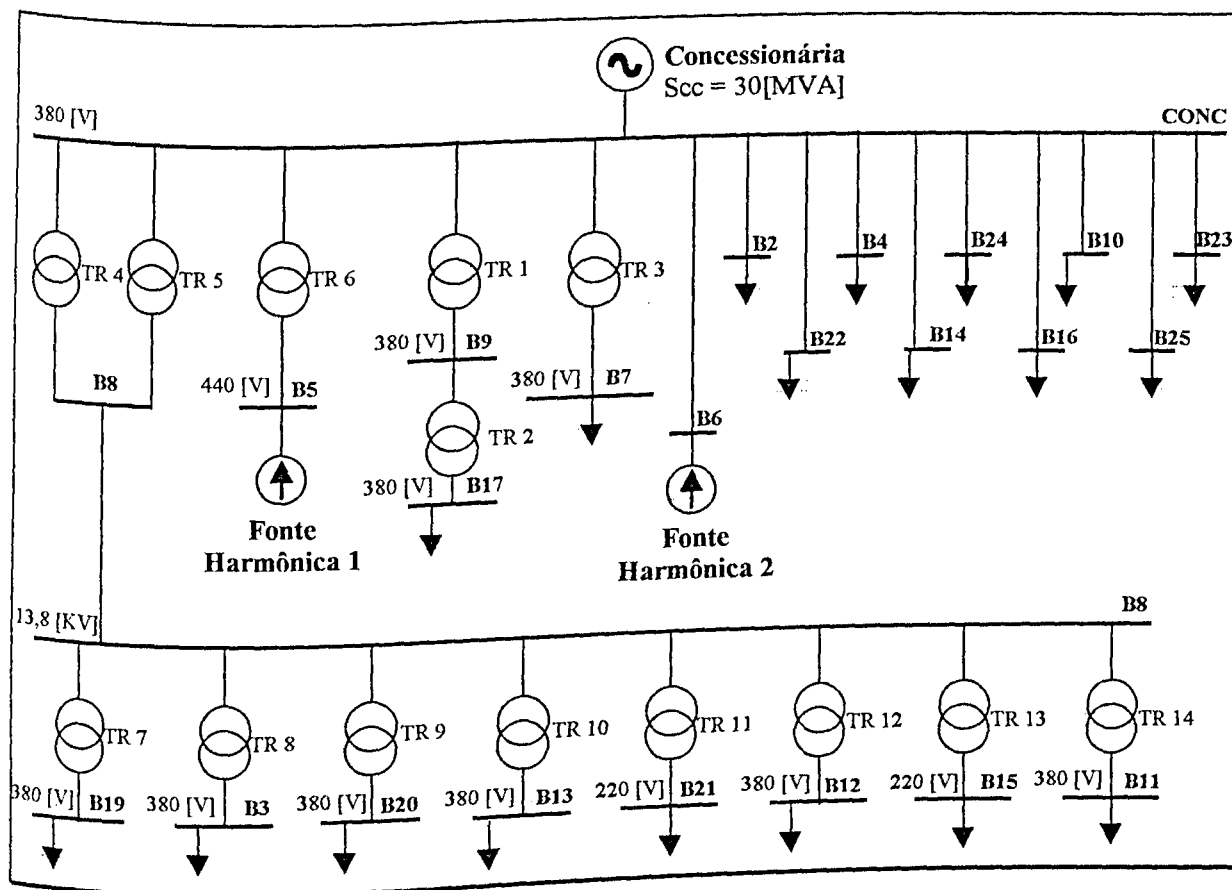 Concessionária
Scc = 30[MVA]
380 [V]
CONC
TR 4
TR 5
TR 6
TR 1
TR 3
B2
B4
B24
B10
B23
B22
B14
B16
B25
380 [V] B9
B8
440 [V] B5
380 [V] B7
B6
TR 2
380 [V] B17
Fonte
Harmônica 1
Fonte
Harmônica 2
13,8 [KV]
B8
TR 7
TR 8
TR 9
TR 10
TR 11
TR 12
TR 13
TR 14
380 [V] B19
380 [V] B3
380 [V] B20
380 [V] B13
220 [V] B21
380 [V] B12
220 [V] B15
380 [V] B11